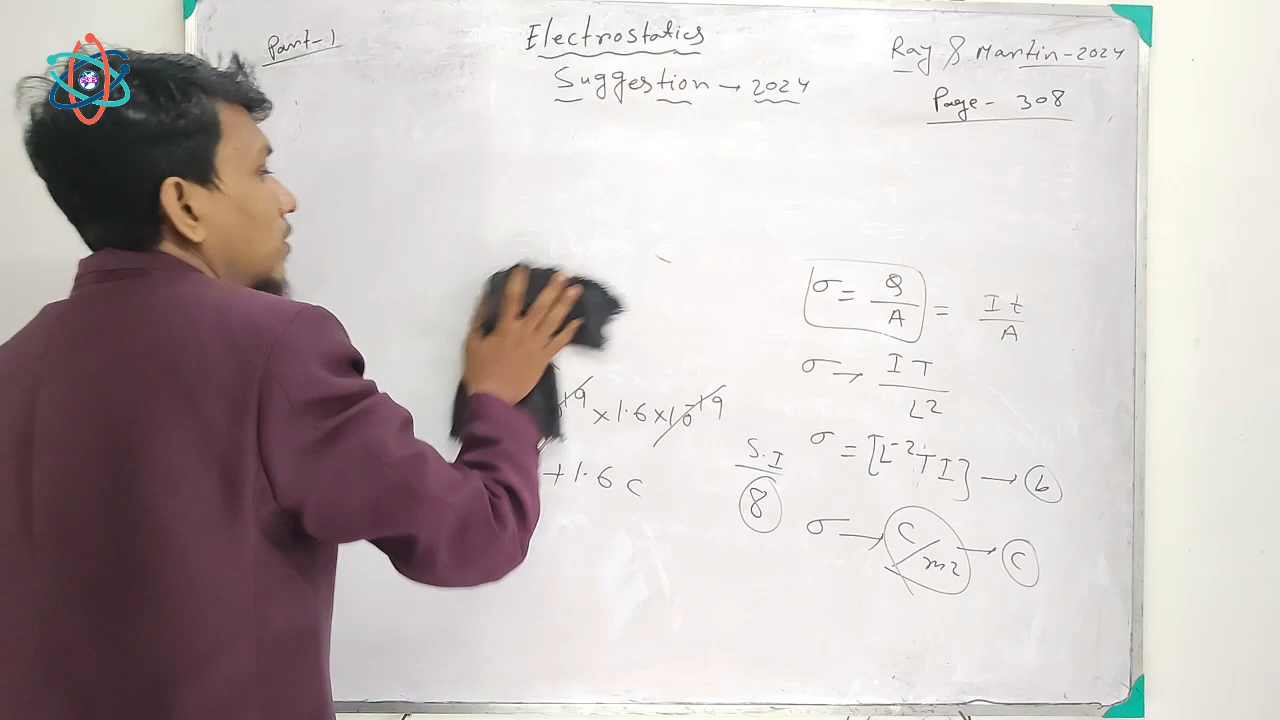 Part-1
Electrostatics
Suggestion → 2024
Ray & Martin-2024
Page - 308
σ = Q/A = It/A
σ → IT/L²
×1.6×10⁻¹⁹
σ = [L⁻²TI] → b
+1.6 c
S.I
8
σ → C/m² → c